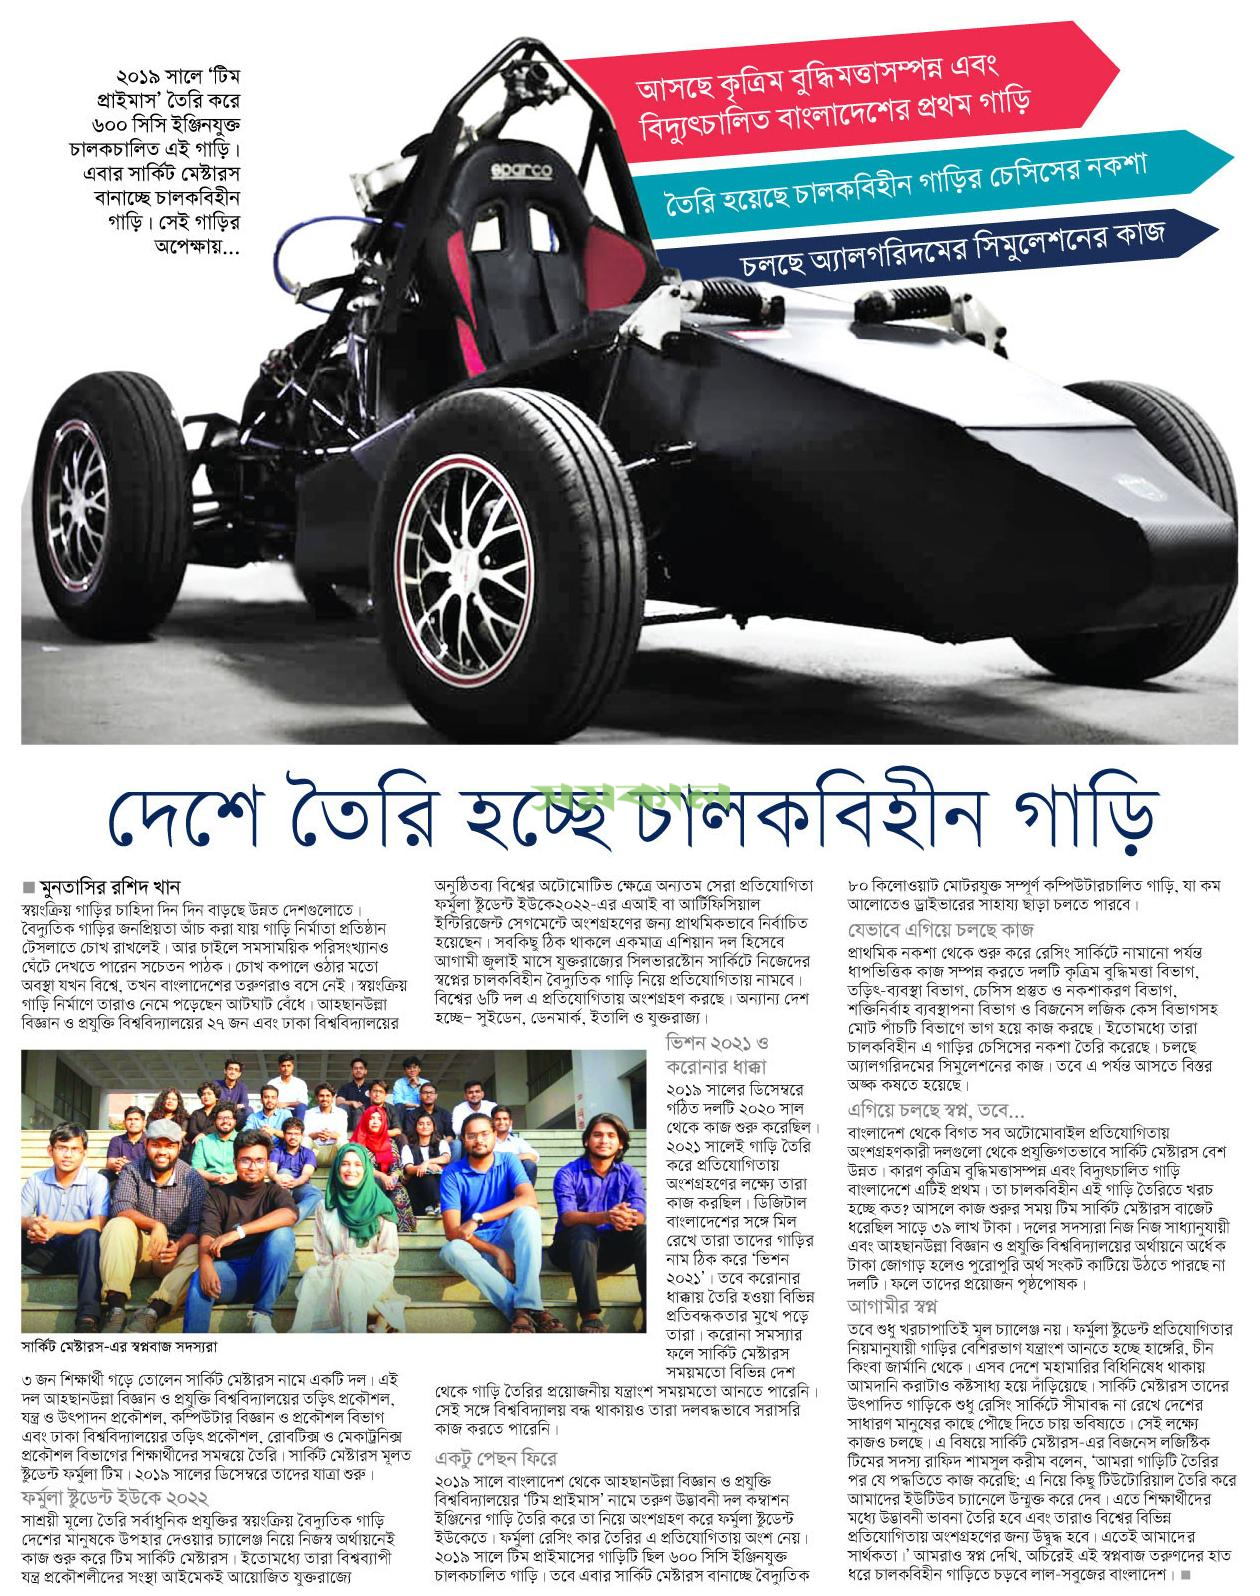 ২০১৯ সালে ‘টিম
প্রাইমাস’ তৈরি করে
৬০০ সিসি ইঞ্জিনযুক্ত
চালকচালিত এই গাড়ি।
এবার সার্কিট মেস্টারস
বানাচ্ছে চালকবিহীন
গাড়ি। সেই গাড়ির
অপেক্ষায়...
আসছে কৃত্রিম বুদ্ধিমত্তাসম্পন্ন এবং
বিদ্যুৎচালিত বাংলাদেশের প্রথম গাড়ি
তৈরি হয়েছে চালকবিহীন গাড়ির চেসিসের নকশা
চলছে অ্যালগরিদমের সিমুলেশনের কাজ
sparco
দেশে তৈরি হচ্ছে চালকবিহীন গাড়ি
সমকাল
■ মুনতাসির রশিদ খান
স্বয়ংক্রিয় গাড়ির চাহিদা দিন দিন বাড়ছে উন্নত দেশগুলোতে।
বৈদ্যুতিক গাড়ির জনপ্রিয়তা আঁচ করা যায় গাড়ি নির্মাতা প্রতিষ্ঠান
টেসলাতে চোখ রাখলেই। আর চাইলে সমসাময়িক পরিসংখ্যানও
ঘেঁটে দেখতে পারেন সচেতন পাঠক। চোখ কপালে ওঠার মতো
অবস্থা যখন বিশ্বে, তখন বাংলাদেশের তরুণরাও বসে নেই। স্বয়ংক্রিয়
গাড়ি নির্মাণে তারাও নেমে পড়েছেন আটঘাট বেঁধে। আহছানউল্লা
বিজ্ঞান ও প্রযুক্তি বিশ্ববিদ্যালয়ের ২৭ জন এবং ঢাকা বিশ্ববিদ্যালয়ের
সার্কিট মেস্টারস-এর স্বপ্নবাজ সদস্যরা
৩ জন শিক্ষার্থী গড়ে তোলেন সার্কিট মেস্টারস নামে একটি দল। এই
দল আহছানউল্লা বিজ্ঞান ও প্রযুক্তি বিশ্ববিদ্যালয়ের তড়িৎ প্রকৌশল,
যন্ত্র ও উৎপাদন প্রকৌশল, কম্পিউটার বিজ্ঞান ও প্রকৌশল বিভাগ
এবং ঢাকা বিশ্ববিদ্যালয়ের তড়িৎ প্রকৌশল, রোবটিক্স ও মেকাট্রনিক্স
প্রকৌশল বিভাগের শিক্ষার্থীদের সমন্বয়ে তৈরি। সার্কিট মেস্টারস মূলত
স্টুডেন্ট ফর্মুলা টিম। ২০১৯ সালের ডিসেম্বরে তাদের যাত্রা শুরু।
ফর্মুলা স্টুডেন্ট ইউকে ২০২২
সাশ্রয়ী মূল্যে তৈরি সর্বাধুনিক প্রযুক্তির স্বয়ংক্রিয় বৈদ্যুতিক গাড়ি
দেশের মানুষকে উপহার দেওয়ার চ্যালেঞ্জ নিয়ে নিজস্ব অর্থায়নেই
কাজ শুরু করে টিম সার্কিট মেস্টারস। ইতোমধ্যে তারা বিশ্বব্যাপী
যন্ত্র প্রকৌশলীদের সংস্থা আইমেকই আয়োজিত যুক্তরাজ্যে
অনুষ্ঠিতব্য বিশ্বের অটোমোটিভ ক্ষেত্রে অন্যতম সেরা প্রতিযোগিতা
ফর্মুলা স্টুডেন্ট ইউকে২০২২-এর এআই বা আর্টিফিসিয়াল
ইন্টিরিজেন্ট সেগমেন্টে অংশগ্রহণের জন্য প্রাথমিকভাবে নির্বাচিত
হয়েছেন। সবকিছু ঠিক থাকলে একমাত্র এশিয়ান দল হিসেবে
আগামী জুলাই মাসে যুক্তরাজ্যের সিলভারস্টোন সার্কিটে নিজেদের
স্বপ্নের চালকবিহীন বৈদ্যুতিক গাড়ি নিয়ে প্রতিযোগিতায় নামবে।
বিশ্বের ৬টি দল এ প্রতিযোগিতায় অংশগ্রহণ করছে। অন্যান্য দেশ
হচ্ছে– সুইডেন, ডেনমার্ক, ইতালি ও যুক্তরাজ্য।
ভিশন ২০২১ ও
করোনার ধাক্কা
২০১৯ সালের ডিসেম্বরে
গঠিত দলটি ২০২০ সাল
থেকে কাজ শুরু করেছিল।
২০২১ সালেই গাড়ি তৈরি
করে প্রতিযোগিতায়
অংশগ্রহণের লক্ষ্যে তারা
কাজ করছিল। ডিজিটাল
বাংলাদেশের সঙ্গে মিল
রেখে তারা তাদের গাড়ির
নাম ঠিক করে ‘ভিশন
২০২১’। তবে করোনার
ধাক্কায় তৈরি হওয়া বিভিন্ন
প্রতিবন্ধকতার মুখে পড়ে
তারা। করোনা সমস্যার
ফলে সার্কিট মেস্টারস
সময়মতো বিভিন্ন দেশ
থেকে গাড়ি তৈরির প্রয়োজনীয় যন্ত্রাংশ সময়মতো আনতে পারেনি।
সেই সঙ্গে বিশ্ববিদ্যালয় বন্ধ থাকায়ও তারা দলবদ্ধভাবে সরাসরি
কাজ করতে পারেনি।
একটু পেছন ফিরে
২০১৯ সালে বাংলাদেশ থেকে আহছানউল্লা বিজ্ঞান ও প্রযুক্তি
বিশ্ববিদ্যালয়ের ‘টিম প্রাইমাস’ নামে তরুণ উদ্ভাবনী দল কম্বাশন
ইঞ্জিনের গাড়ি তৈরি করে তা নিয়ে অংশগ্রহণ করে ফর্মুলা স্টুডেন্ট
ইউকেতে। ফর্মুলা রেসিং কার তৈরির এ প্রতিযোগিতায় অংশ নেয়।
২০১৯ সালে টিম প্রাইমাসের গাড়িটি ছিল ৬০০ সিসি ইঞ্জিনযুক্ত
চালকচালিত গাড়ি। তবে এবার সার্কিট মেস্টারস বানাচ্ছে বৈদ্যুতিক
৮০ কিলোওয়াট মোটরযুক্ত সম্পূর্ণ কম্পিউটারচালিত গাড়ি, যা কম
আলোতেও ড্রাইভারের সাহায্য ছাড়া চলতে পারবে।
যেভাবে এগিয়ে চলছে কাজ
প্রাথমিক নকশা থেকে শুরু করে রেসিং সার্কিটে নামানো পর্যন্ত
ধাপভিত্তিক কাজ সম্পন্ন করতে দলটি কৃত্রিম বুদ্ধিমত্তা বিভাগ,
তড়িৎ-ব্যবস্থা বিভাগ, চেসিস প্রস্তুত ও নকশাকরণ বিভাগ,
শক্তিনির্বাহ ব্যবস্থাপনা বিভাগ ও বিজনেস লজিক কেস বিভাগসহ
মোট পাঁচটি বিভাগে ভাগ হয়ে কাজ করছে। ইতোমধ্যে তারা
চালকবিহীন এ গাড়ির চেসিসের নকশা তৈরি করেছে। চলছে
অ্যালগরিদমের সিমুলেশনের কাজ। তবে এ পর্যন্ত আসতে বিস্তর
অঙ্ক কষতে হয়েছে।
এগিয়ে চলছে স্বপ্ন, তবে...
বাংলাদেশ থেকে বিগত সব অটোমোবাইল প্রতিযোগিতায়
অংশগ্রহণকারী দলগুলো থেকে প্রযুক্তিগতভাবে সার্কিট মেস্টারস বেশ
উন্নত। কারণ কৃত্রিম বুদ্ধিমত্তাসম্পন্ন এবং বিদ্যুৎচালিত গাড়ি
বাংলাদেশে এটিই প্রথম। তা চালকবিহীন এই গাড়ি তৈরিতে খরচ
হচ্ছে কত? আসলে কাজ শুরুর সময় টিম সার্কিট মেস্টারস বাজেট
ধরেছিল সাড়ে ৩৯ লাখ টাকা। দলের সদস্যরা নিজ নিজ সাধ্যানুযায়ী
এবং আহছানউল্লা বিজ্ঞান ও প্রযুক্তি বিশ্ববিদ্যালয়ের অর্থায়নে অর্ধেক
টাকা জোগাড় হলেও পুরোপুরি অর্থ সংকট কাটিয়ে উঠতে পারছে না
দলটি। ফলে তাদের প্রয়োজন পৃষ্ঠপোষক।
আগামীর স্বপ্ন
তবে শুধু খরচাপাতিই মূল চ্যালেঞ্জ নয়। ফর্মুলা স্টুডেন্ট প্রতিযোগিতার
নিয়মানুযায়ী গাড়ির বেশিরভাগ যন্ত্রাংশ আনতে হচ্ছে হাঙ্গেরি, চীন
কিংবা জার্মানি থেকে। এসব দেশে মহামারির বিধিনিষেধ থাকায়
আমদানি করাটাও কষ্টসাধ্য হয়ে দাঁড়িয়েছে। সার্কিট মেস্টারস তাদের
উৎপাদিত গাড়িকে শুধু রেসিং সার্কিটে সীমাবদ্ধ না রেখে দেশের
সাধারণ মানুষের কাছে পৌঁছে দিতে চায় ভবিষ্যতে। সেই লক্ষ্যে
কাজও চলছে। এ বিষয়ে সার্কিট মেস্টারস-এর বিজনেস লজিস্টিক
টিমের সদস্য রাফিদ শামসুল করীম বলেন, ‘আমরা গাড়িটি তৈরির
পর যে পদ্ধতিতে কাজ করেছি; এ নিয়ে কিছু টিউটোরিয়াল তৈরি করে
আমাদের ইউটিউব চ্যানেলে উন্মুক্ত করে দেব। এতে শিক্ষার্থীদের
মধ্যে উদ্ভাবনী ভাবনা তৈরি হবে এবং তারাও বিশ্বের বিভিন্ন
প্রতিযোগিতায় অংশগ্রহণের জন্য উদ্বুদ্ধ হবে। এতেই আমাদের
সার্থকতা।’ আমরাও স্বপ্ন দেখি, অচিরেই এই স্বপ্নবাজ তরুণদের হাত
ধরে চালকবিহীন গাড়িতে চড়বে লাল-সবুজের বাংলাদেশ। ■